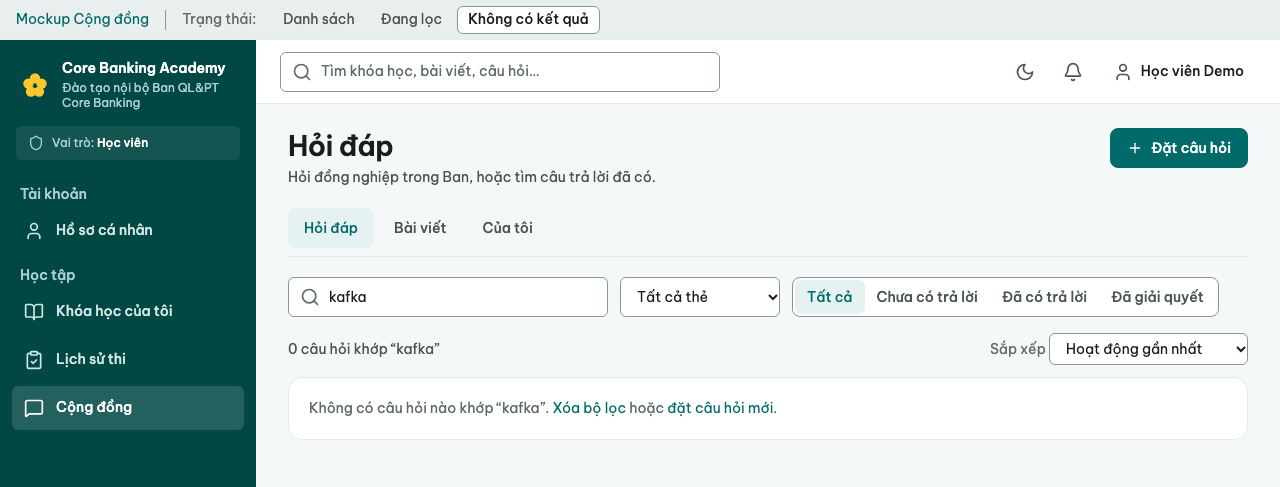 Mockup Cộng đồng
Trạng thái:
Danh sách
Đang lọc
Không có kết quả
Core Banking Academy
Đào tạo nội bộ Ban QL&PT
Core Banking
Vai trò: Học viên
Tài khoản
Hồ sơ cá nhân
Học tập
Khóa học của tôi
Lịch sử thi
Cộng đồng
Tìm khóa học, bài viết, câu hỏi...
Học viên Demo
Hỏi đáp
Hỏi đồng nghiệp trong Ban, hoặc tìm câu trả lời đã có.
+ Đặt câu hỏi
Hỏi đáp
Bài viết
Của tôi
kafka
Tất cả thẻ
Tất cả
Chưa có trả lời
Đã có trả lời
Đã giải quyết
0 câu hỏi khớp “kafka”
Sắp xếp
Hoạt động gần nhất
Không có câu hỏi nào khớp “kafka”. Xóa bộ lọc hoặc đặt câu hỏi mới.